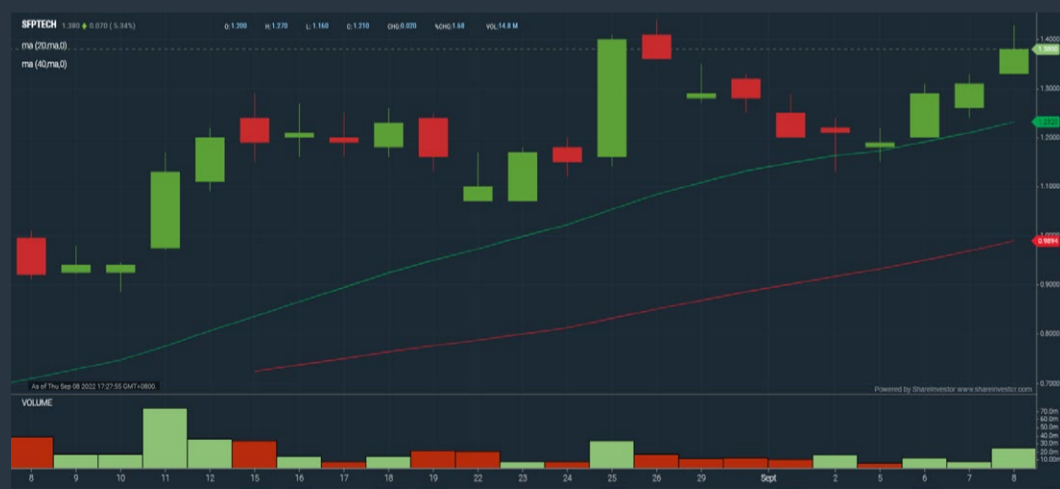 SFPTECH 1.380 0.070 ( 5.34%) O: 1.200 H: 1.270 L: 1.160 C: 1.210 CHG:0.020 %CHG:1.68 VOL:14.8 M
ma (20,ma,0)
ma (40,ma,0)
1.4000
1.3800
1.3000
1.2320
1.2000
1.1000
1.0000
0.9894
0.9000
0.8000
0.7000
As of Thu Sep 08 2022 17:27:55 GMT+0800.
Powered by ShareInvestor www.shareinvestor.com
VOLUME
70.0m
60.0m
50.0m
40.0m
30.0m
20.0m
10.00m
8 9 10 11 12 15 16 17 18 19 22 23 24 25 26 29 Sept 2 5 6 7 8